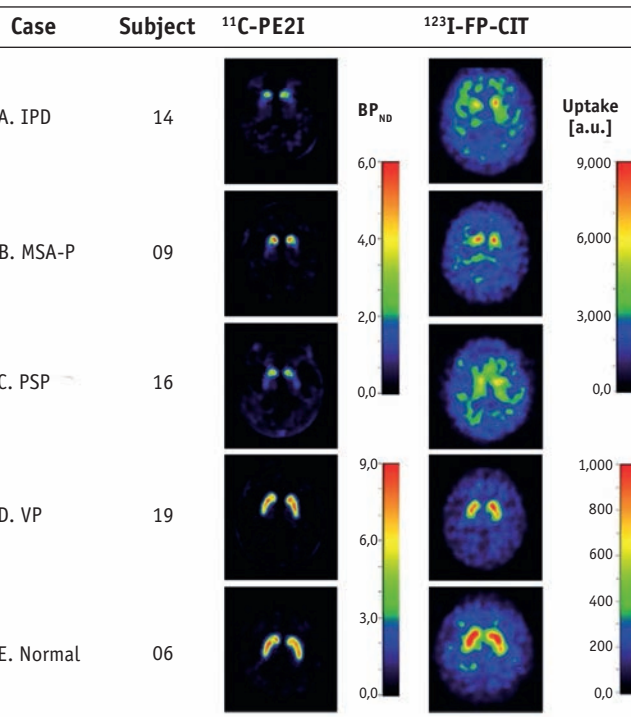 Case Subject ¹¹C-PE2I ¹²³I-FP-CIT
A. IPD 14
BP_ND
Uptake
[a.u.]
6,0 9,000
B. MSA-P 09
4,0 6,000
2,0 3,000
C. PSP 16
0,0 0,0
9,0 1,000
D. VP 19
800
6,0 600
400
3,0
E. Normal 06
200
0,0 0,0